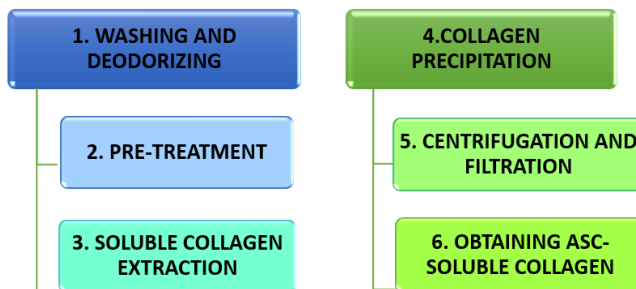 1. WASHING AND
DEODORIZING
2. PRE-TREATMENT
3. SOLUBLE COLLAGEN
EXTRACTION
4.COLLAGEN
PRECIPITATION
5. CENTRIFUGATION AND
FILTRATION
6. OBTAINING ASC-
SOLUBLE COLLAGEN